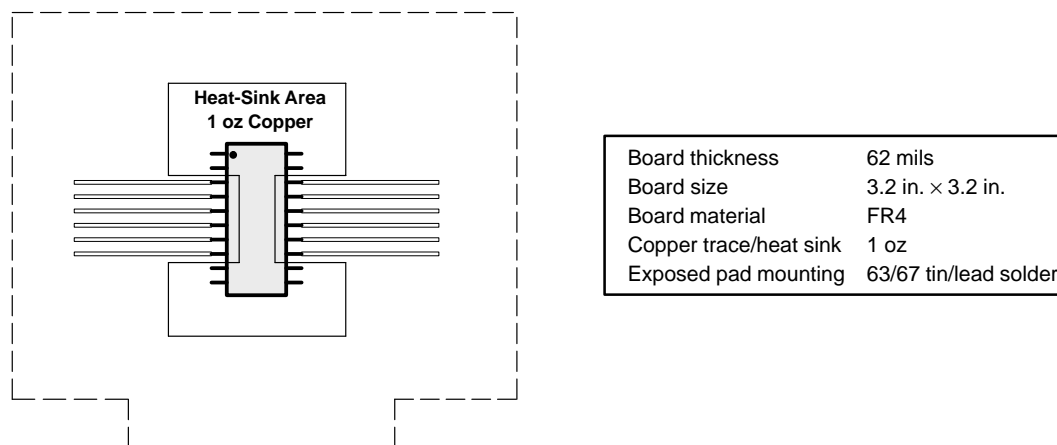 Heat-Sink Area
1 oz Copper
Board thickness 62 mils
Board size 3.2 in. × 3.2 in.
Board material FR4
Copper trace/heat sink 1 oz
Exposed pad mounting 63/67 tin/lead solder